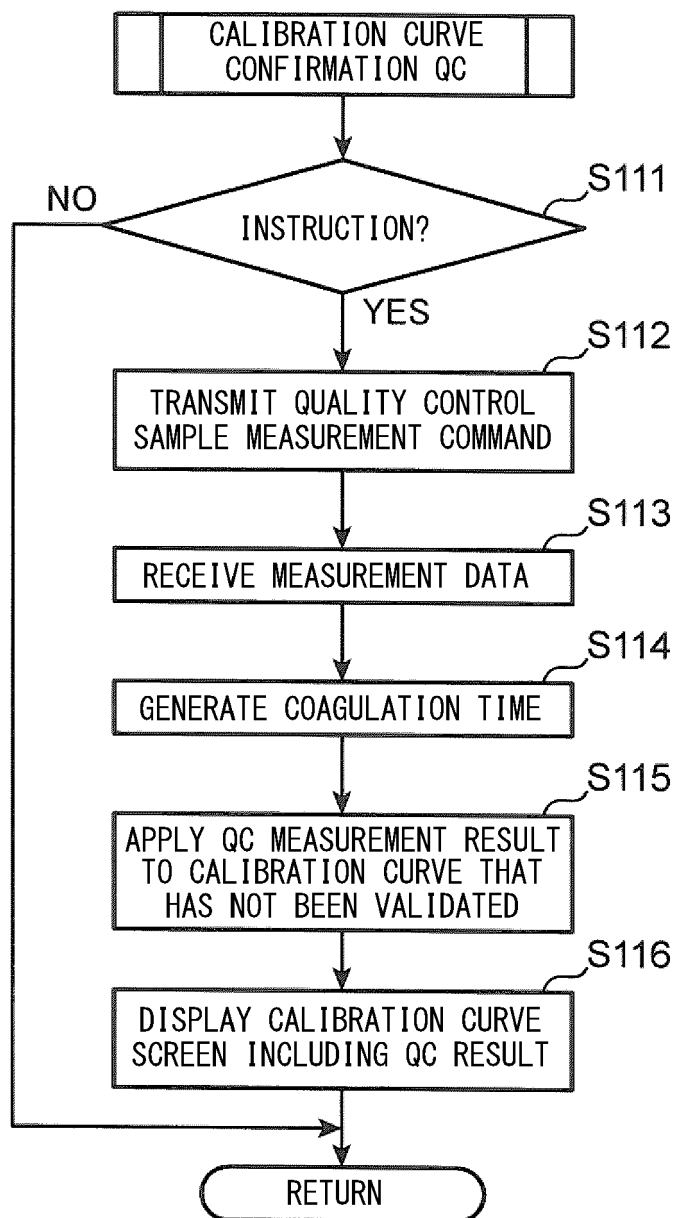 CALIBRATION CURVE
CONFIRMATION QC
S111
NO
INSTRUCTION?
YES
S112
TRANSMIT QUALITY CONTROL
SAMPLE MEASUREMENT COMMAND
S113
RECEIVE MEASUREMENT DATA
S114
GENERATE COAGULATION TIME
S115
APPLY QC MEASUREMENT RESULT
TO CALIBRATION CURVE THAT
HAS NOT BEEN VALIDATED
S116
DISPLAY CALIBRATION CURVE
SCREEN INCLUDING QC RESULT
RETURN